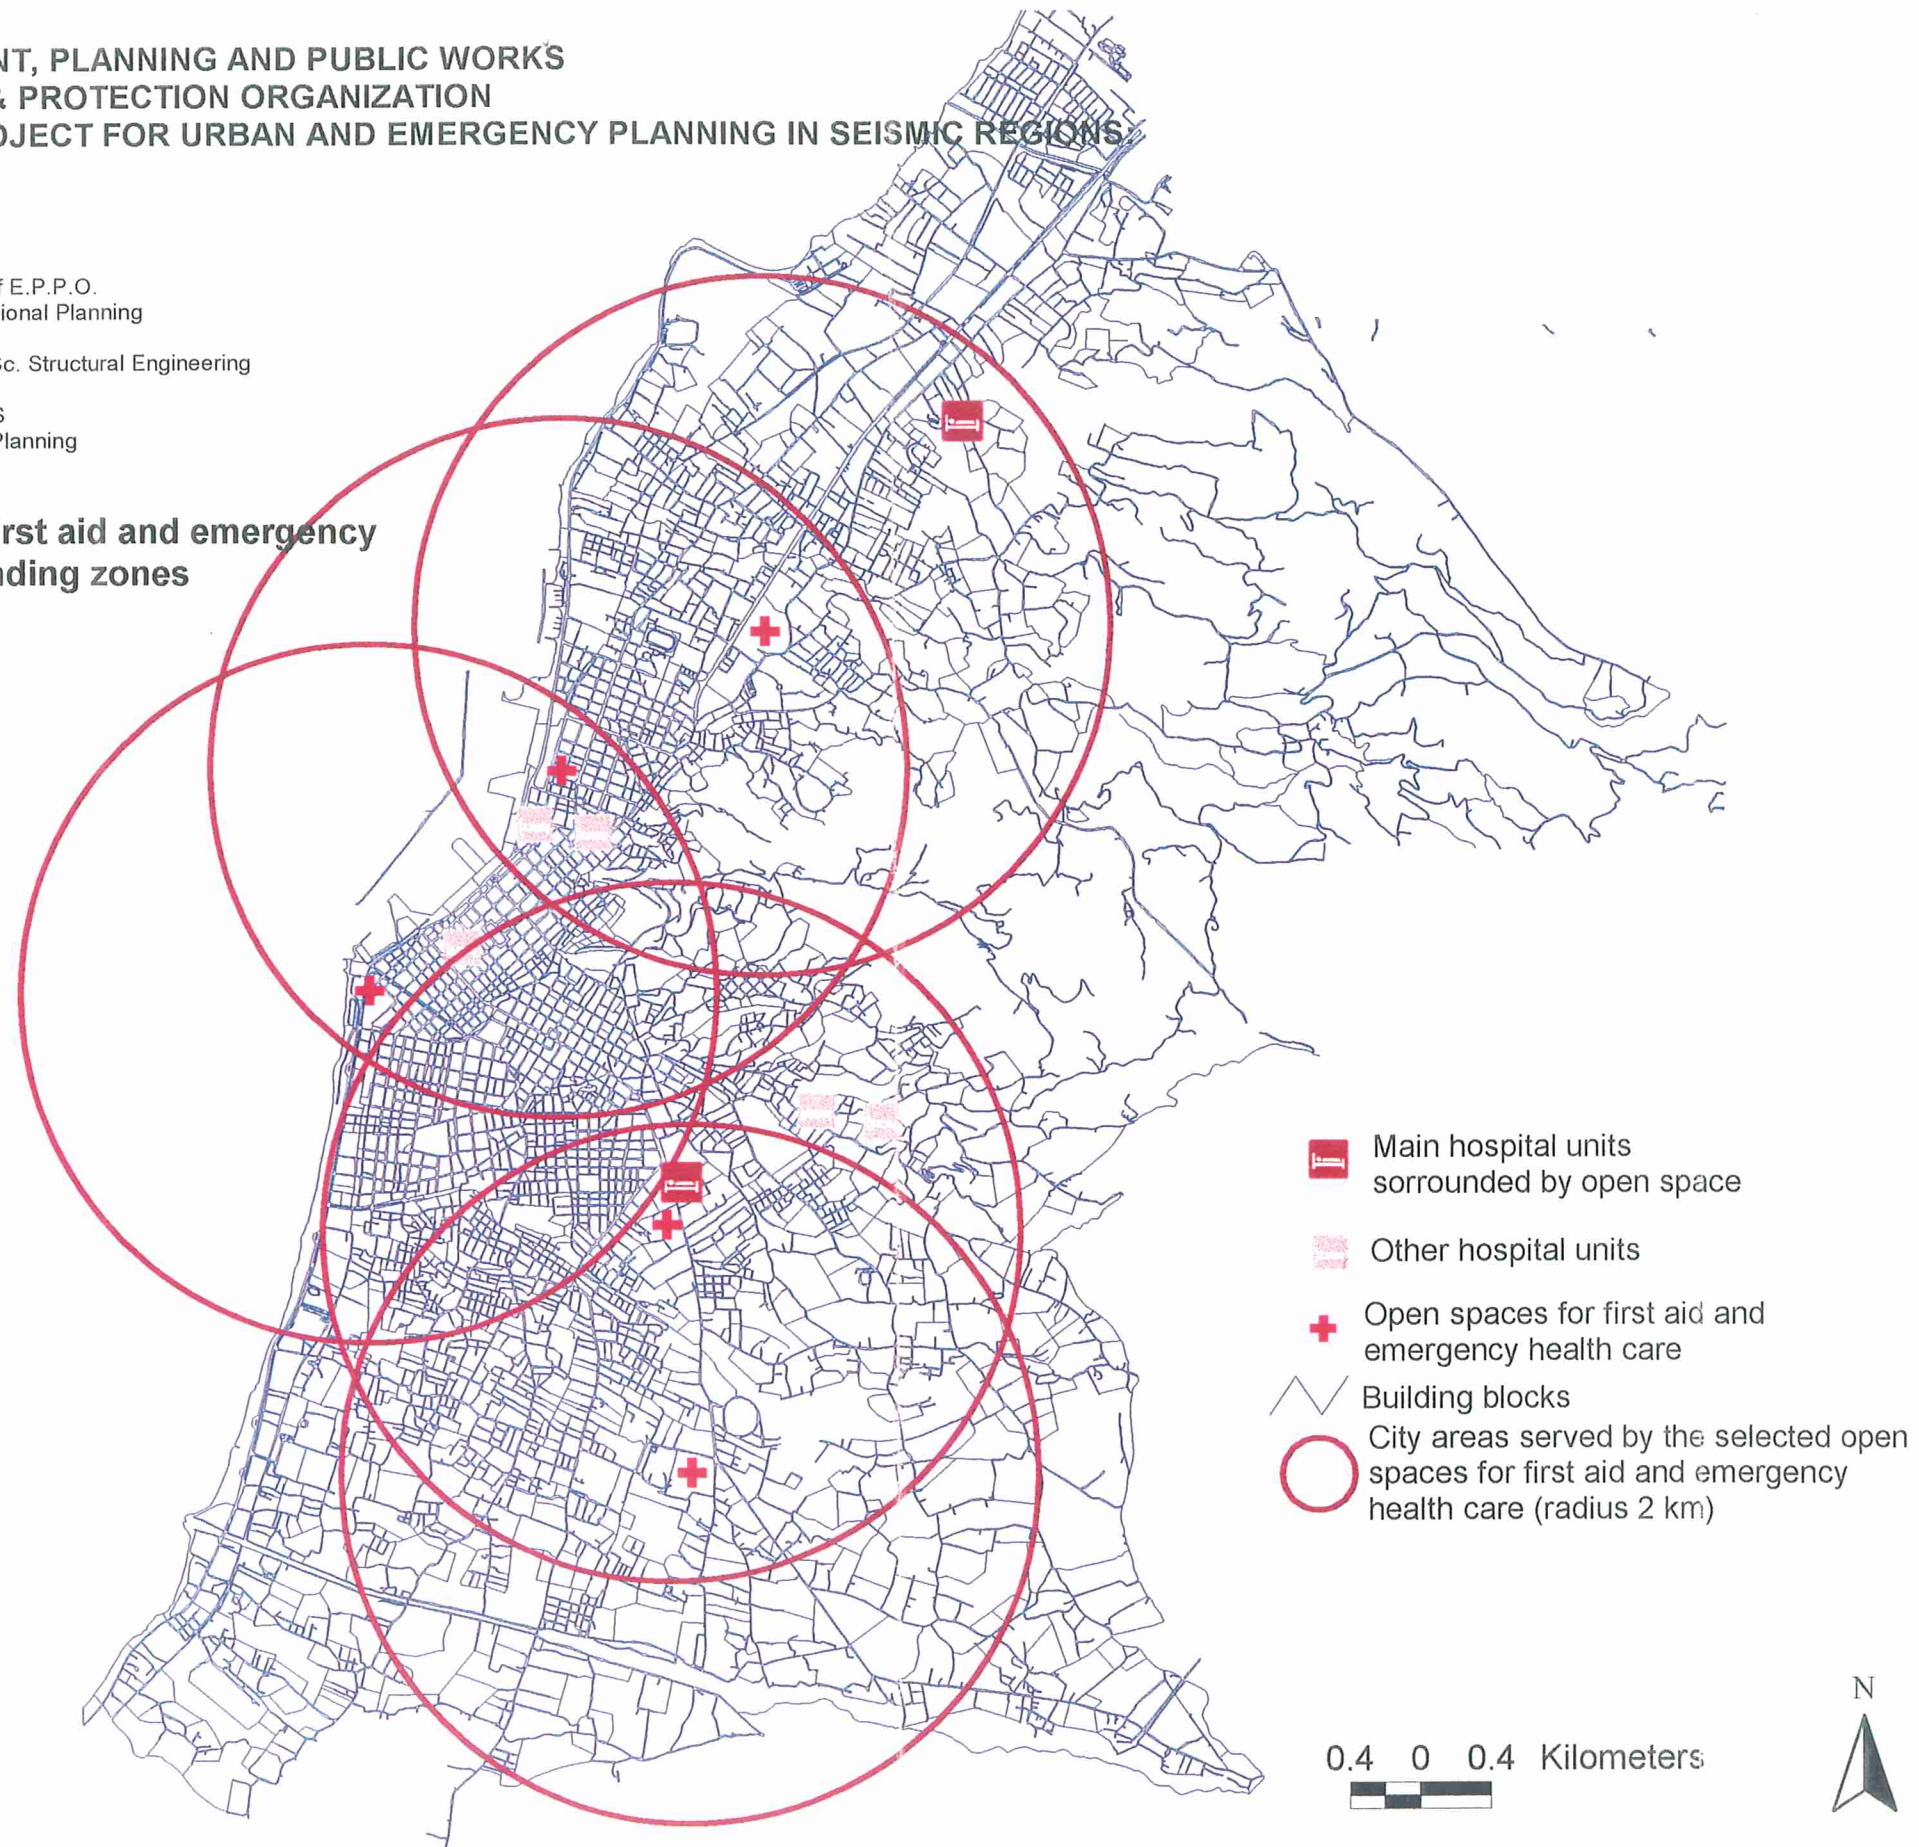 NT, PLANNING AND PUBLIC WORKS
& PROTECTION ORGANIZATION
OJECT FOR URBAN AND EMERGENCY PLANNING IN SEISMIC REGIONS:
f E.P.P.O.
ional Planning
Sc. Structural Engineering
S
Planning
irst aid and emergency
nding zones
Main hospital units
sorrounded by open space
Other hospital units
Open spaces for first aid and
emergency health care
Building blocks
City areas served by the selected open
spaces for first aid and emergency
health care (radius 2 km)
N
0.4 0 0.4 Kilometers